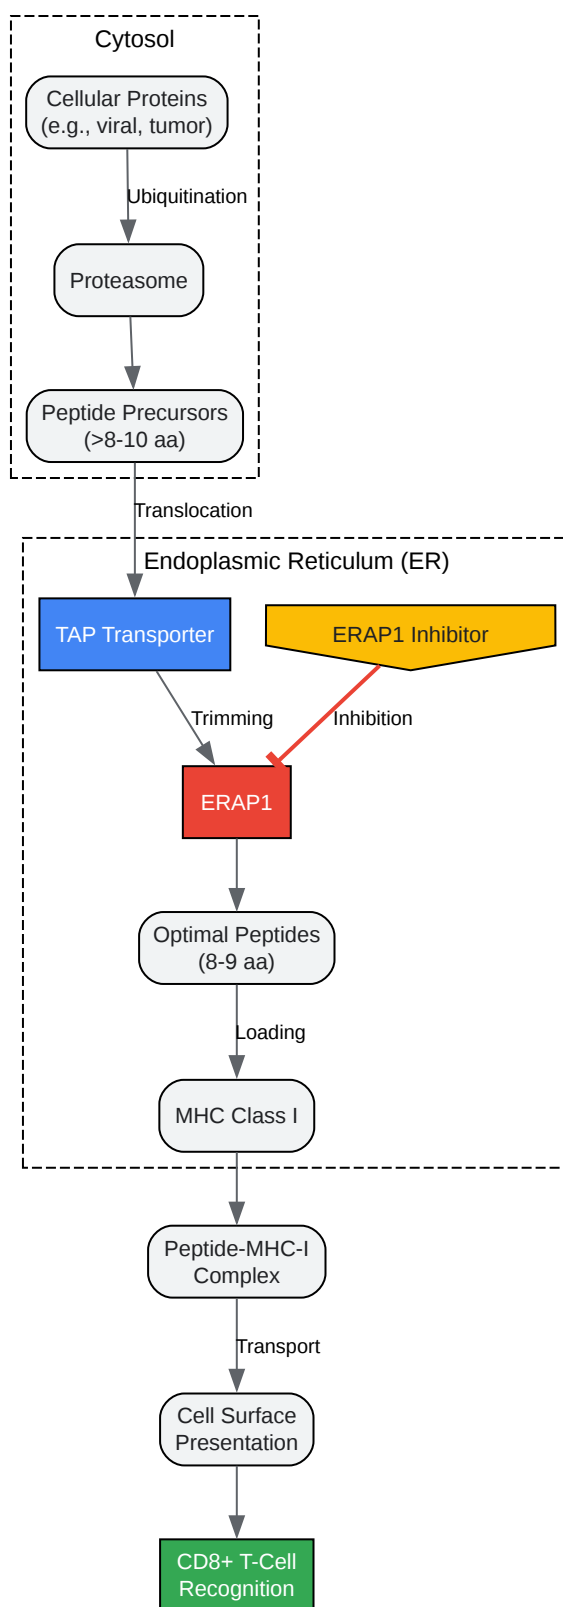 Cytosol
Cellular Proteins
(e.g., viral, tumor)
Ubiquitination
Proteasome
Peptide Precursors
(>8-10 aa)
Translocation
Endoplasmic Reticulum (ER)
TAP Transporter
ERAP1 Inhibitor
Trimming
Inhibition
ERAP1
Optimal Peptides
(8-9 aa)
Loading
MHC Class I
Peptide-MHC-I
Complex
Transport
Cell Surface
Presentation
CD8+ T-Cell
Recognition